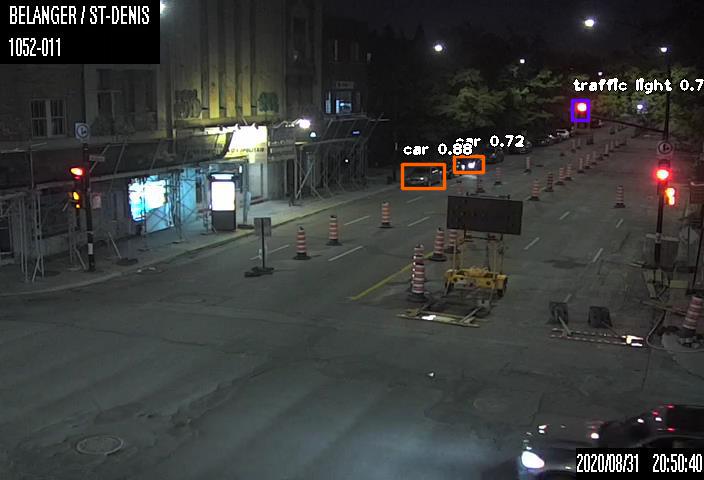 BELANGER / ST-DENIS
1052-011
traffic light 0.7
car 0.88
car 0.72
2020/08/31 20:50:40